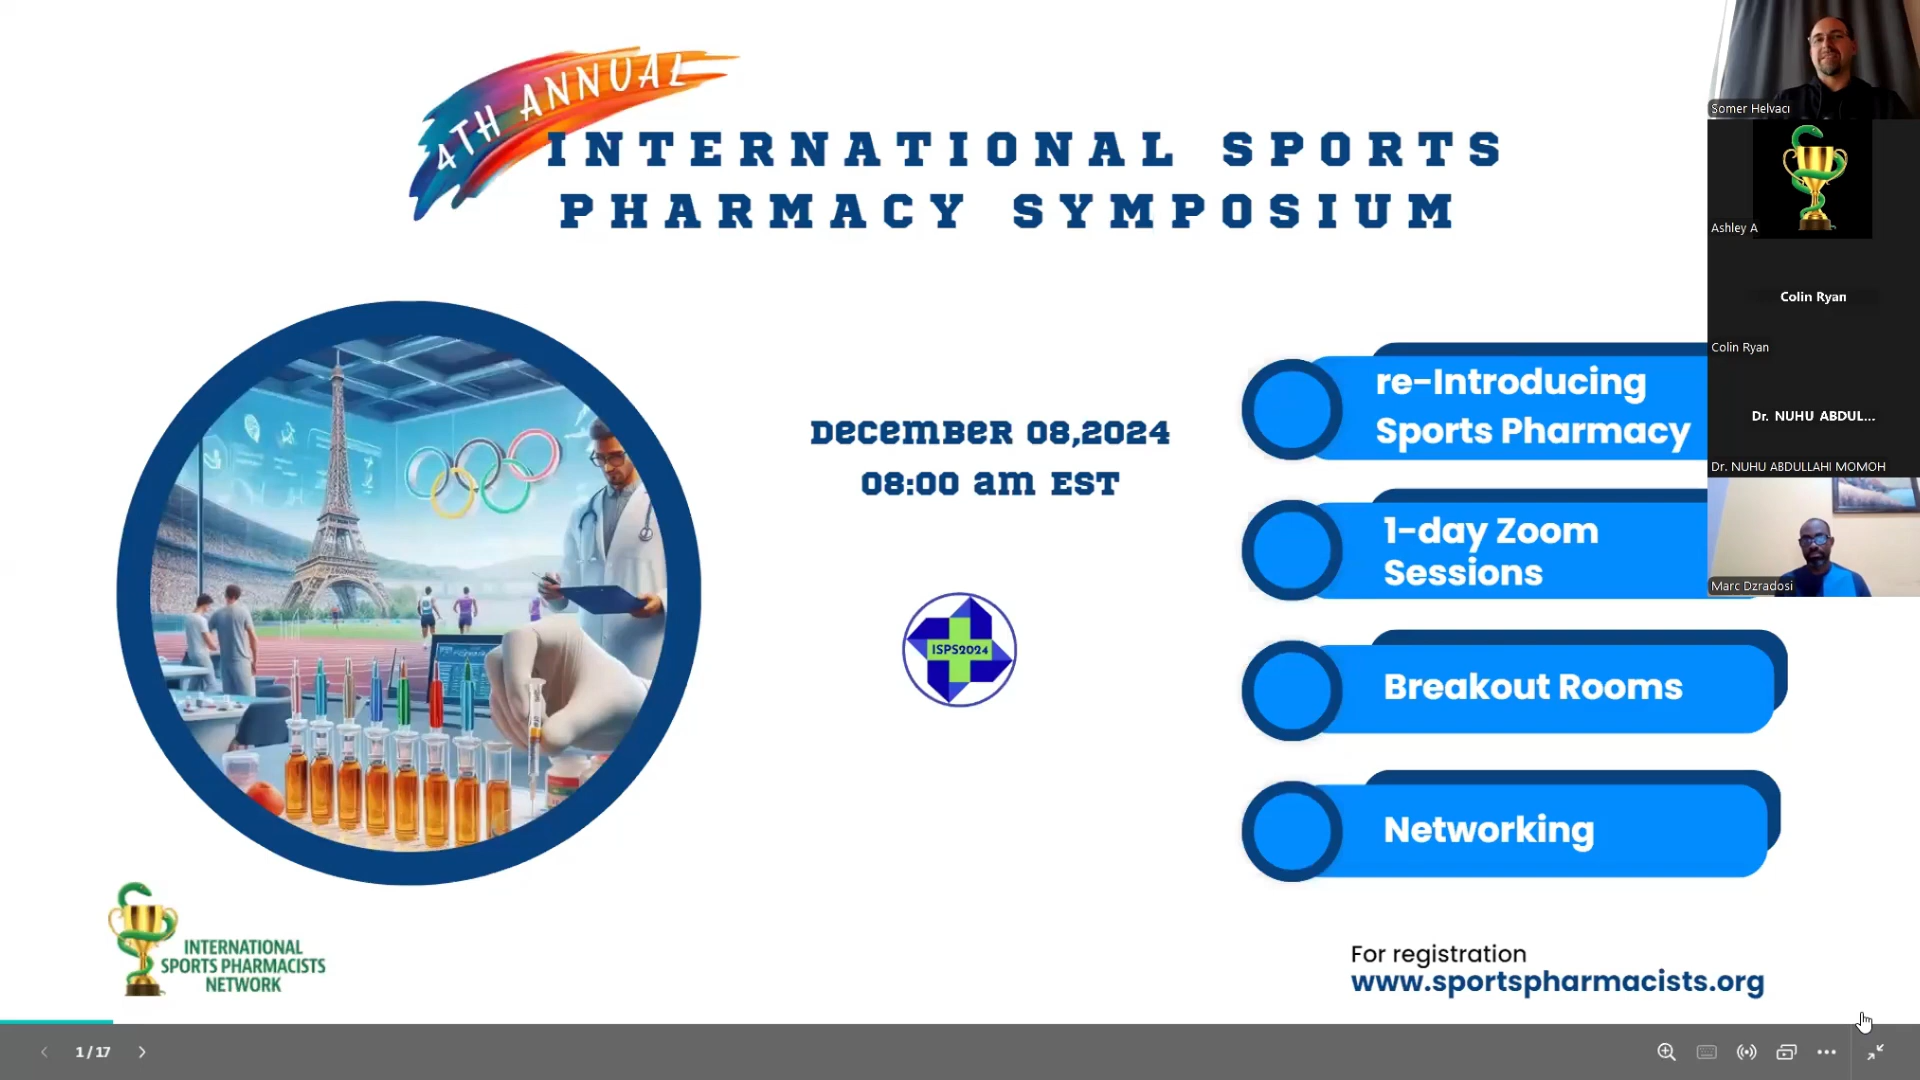 4TH ANNUAL
INTERNATIONAL SPORTS
PHARMACY SYMPOSIUM
DeCeMBER 08,2024
08:00 am EST
ISPS2024
re-Introducing
Sports Pharmacy
1-day Zoom
Sessions
Breakout Rooms
Networking
INTERNATIONAL
SPORTS PHARMACISTS
NETWORK
For registration
www.sportspharmacists.org
Somer Helvacı
Ashley A
Colin Ryan
Colin Ryan
Dr. NUHU ABDUL...
Dr. NUHU ABDULLAHI MOMOH
Marc Dzradosi
1 / 17